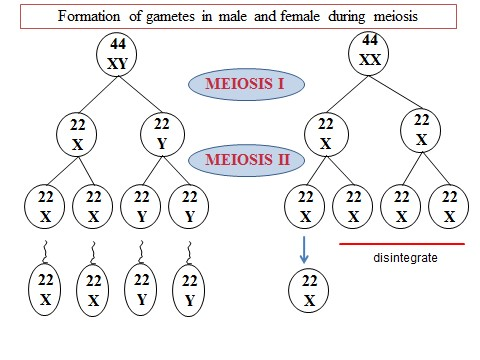 Formation of gametes in male and female during meiosis
44
XY
44
XX
MEIOSIS I
22
X
22
Y
22
X
22
X
MEIOSIS II
22
X
22
X
22
Y
22
Y
22
X
22
X
22
X
22
X
disintegrate
22
X
22
X
22
Y
22
Y
22
X